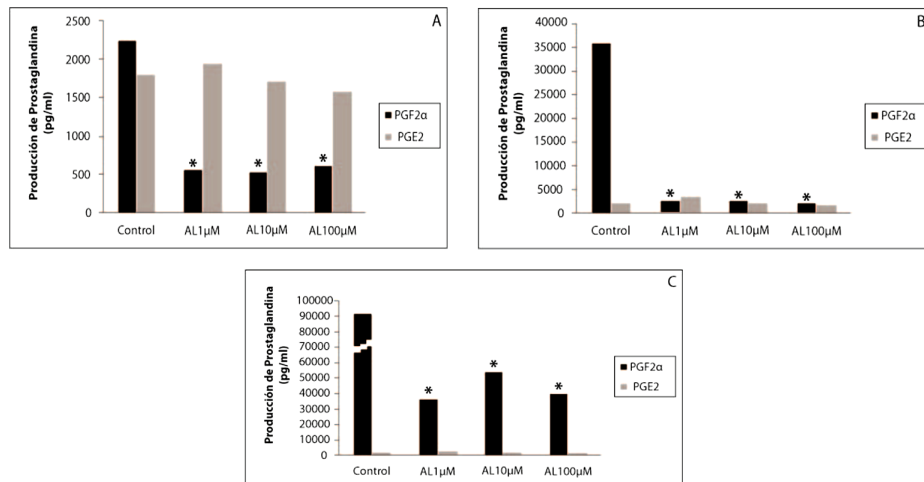 A
Producción de Prostaglandina
(pg/ml)
2500
2000
1500
1000
500
0
* * *
Control AL1µM AL10µM AL100µM
PGF2α
PGE2
B
Producción de Prostaglandina
(pg/ml)
40000
35000
30000
25000
20000
15000
10000
5000
0
* * *
Control AL1µM AL10µM AL100µM
PGF2α
PGE2
C
Producción de Prostaglandina
(pg/ml)
100000
90000
80000
70000
60000
50000
40000
30000
20000
10000
0
* * *
Control AL1µM AL10µM AL100µM
PGF2α
PGE2